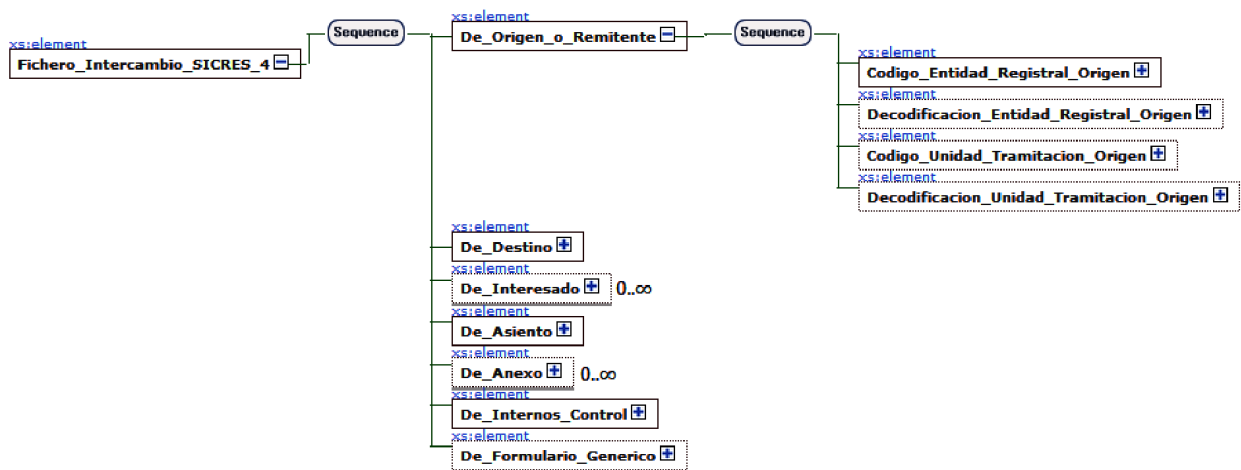 xs:element
Fichero_Intercambio_SICRES_4
Sequence
xs:element
De_Origen_o_Remitente
Sequence
xs:element
Codigo_Entidad_Registral_Origen
xs:element
Decodificacion_Entidad_Registral_Origen
xs:element
Codigo_Unidad_Tramitacion_Origen
xs:element
Decodificacion_Unidad_Tramitacion_Origen
xs:element
De_Destino
xs:element
De_Interesado 0..∞
xs:element
De_Asiento
xs:element
De_Anexo 0..∞
xs:element
De_Internos_Control
xs:element
De_Formulario_Generico